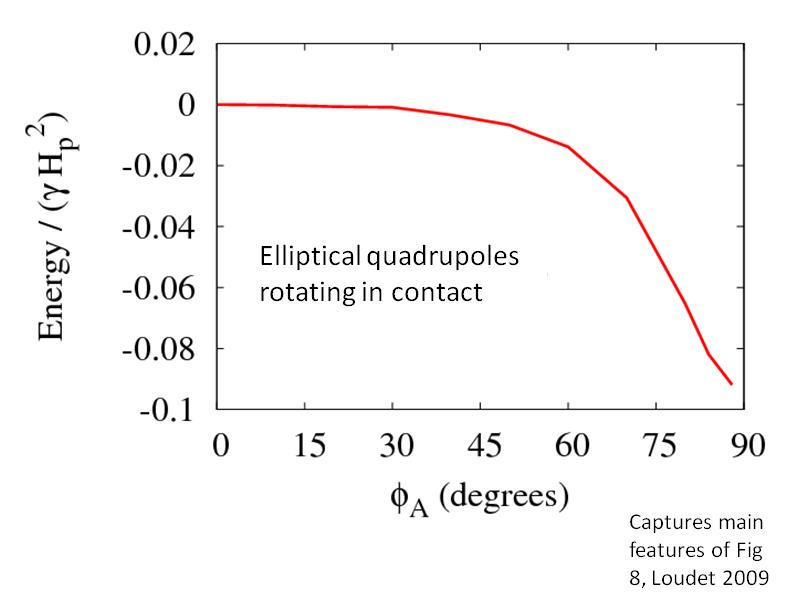 0.02
0
-0.02
-0.04
-0.06
-0.08
-0.1
Energy / (γ Hp²)
Elliptical quadrupoles
rotating in contact
0 15 30 45 60 75 90
ϕA (degrees)
Captures main
features of Fig
8, Loudet 2009